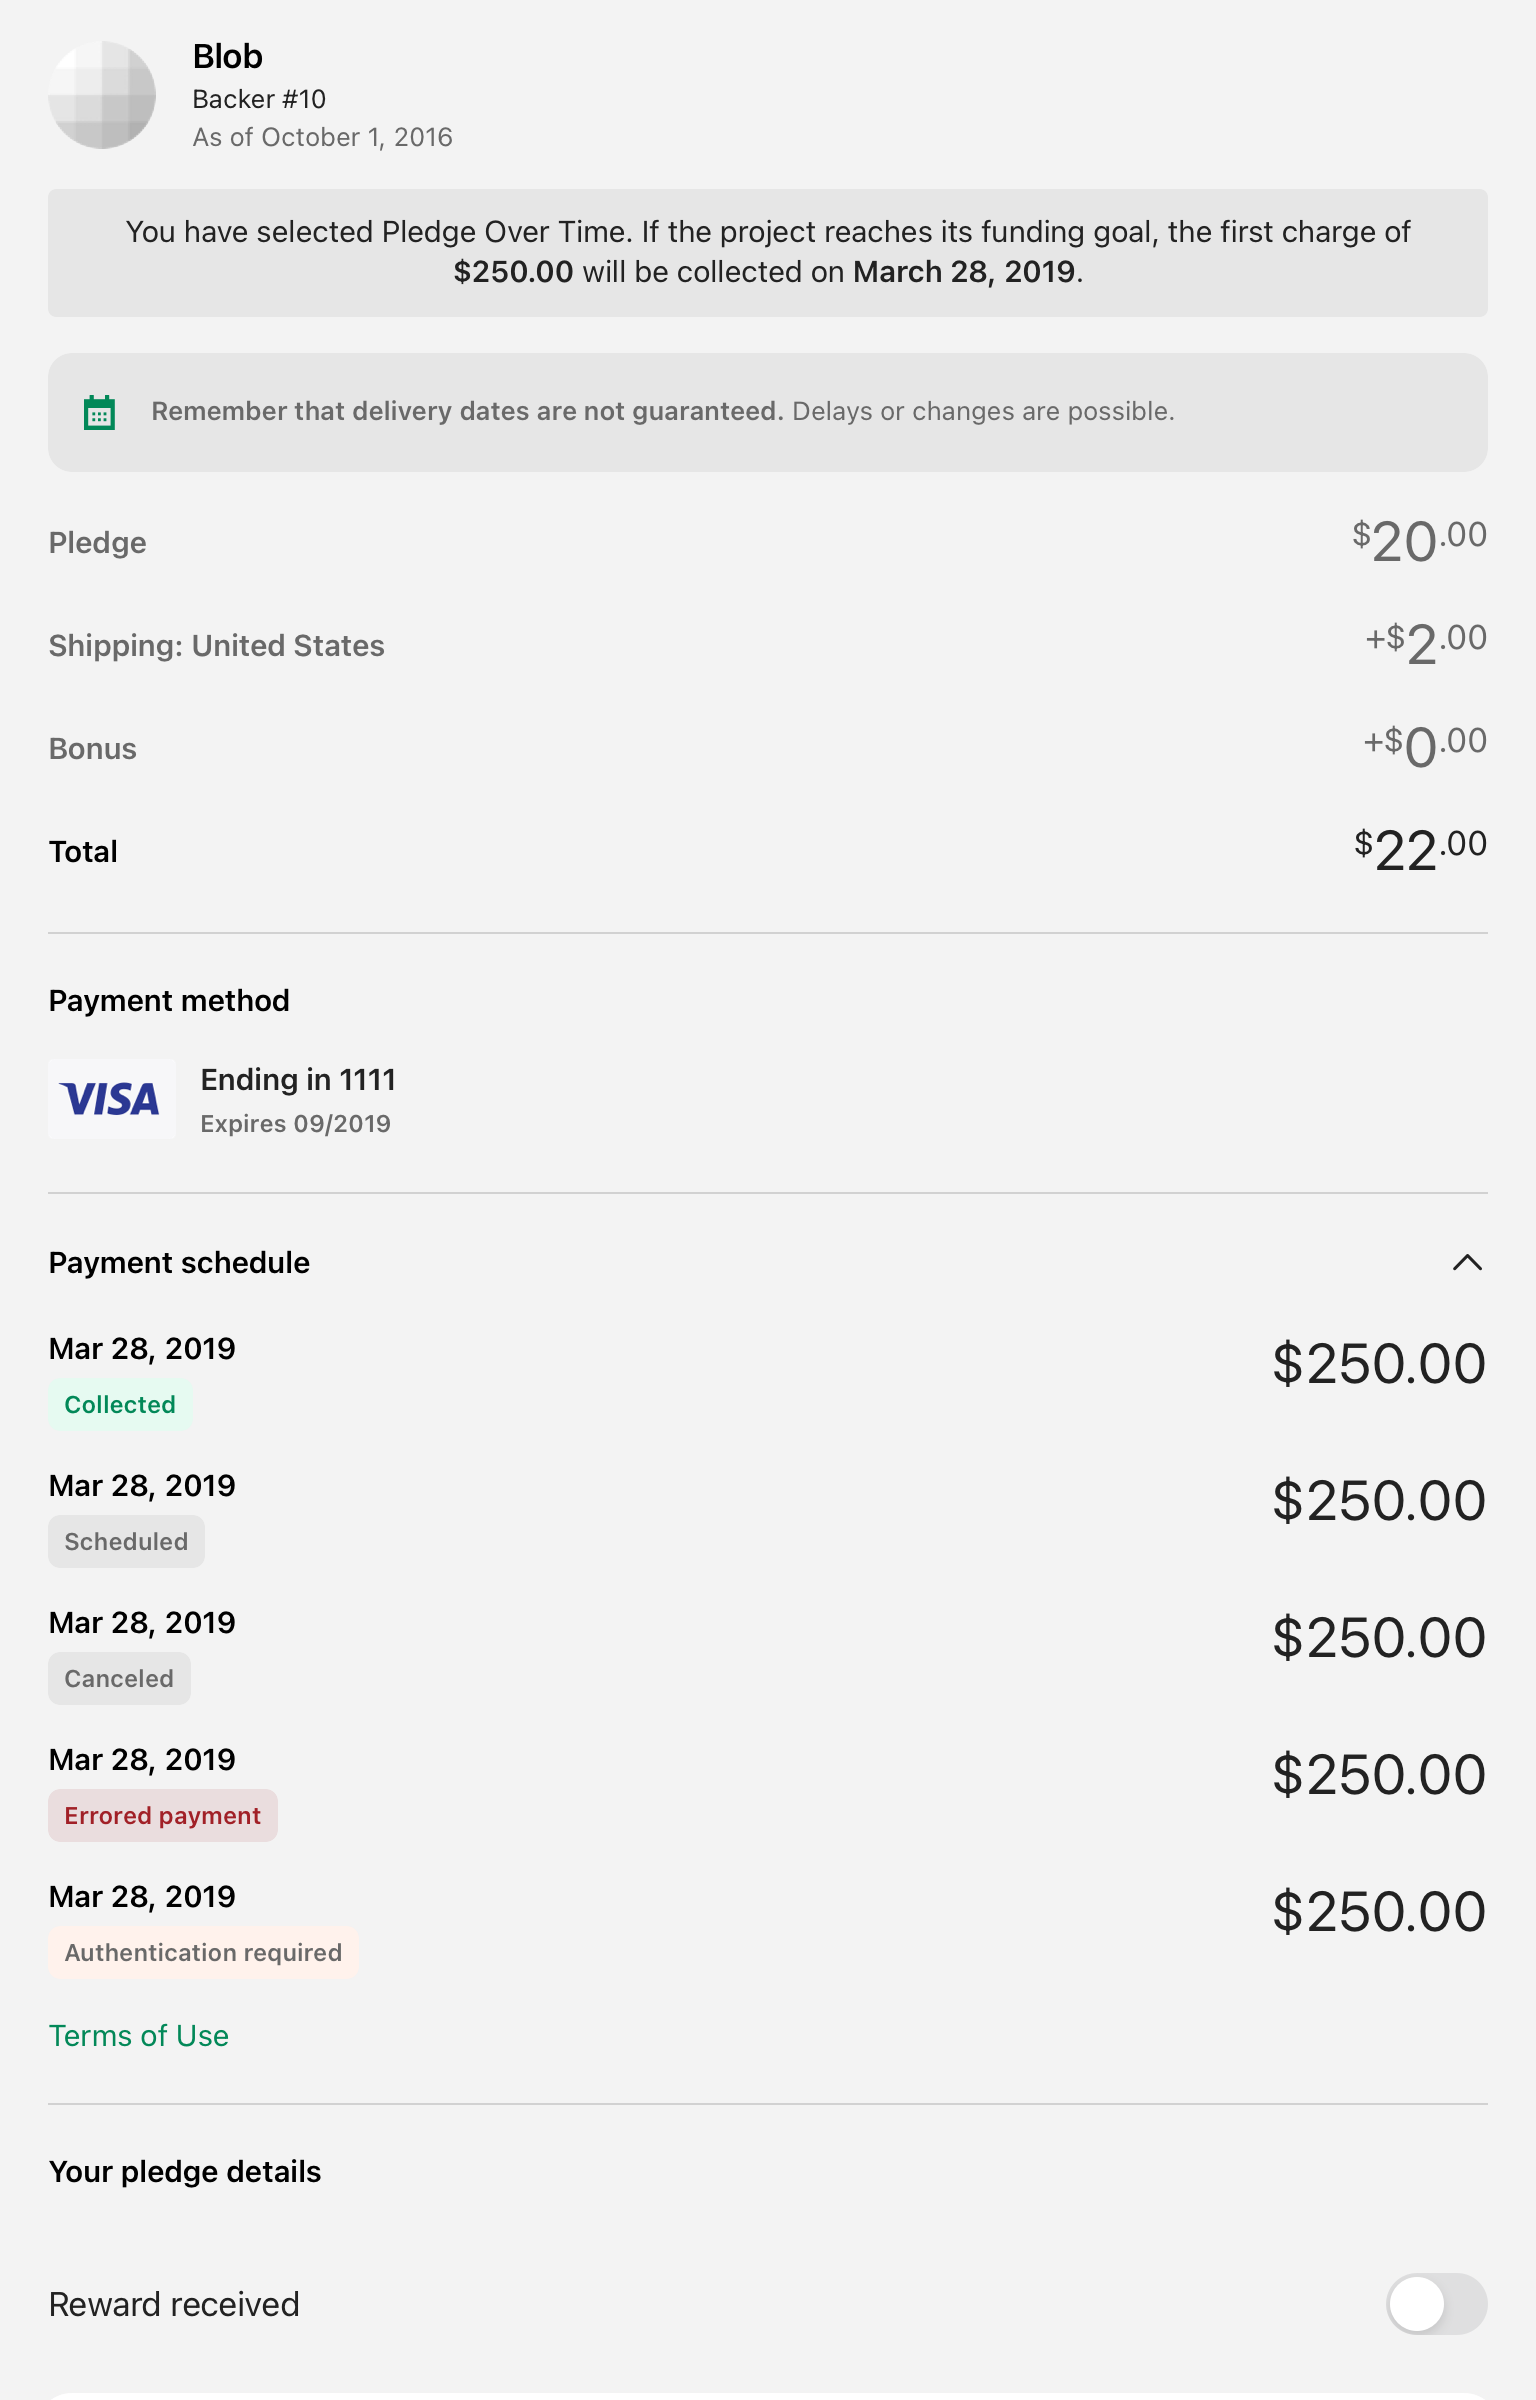 Blob
Backer #10
As of October 1, 2016
You have selected Pledge Over Time. If the project reaches its funding goal, the first charge of
$250.00 will be collected on March 28, 2019.
Remember that delivery dates are not guaranteed. Delays or changes are possible.
Pledge $20.00
Shipping: United States +$2.00
Bonus +$0.00
Total $22.00
Payment method
VISA
Ending in 1111
Expires 09/2019
Payment schedule
Mar 28, 2019 $250.00
Collected
Mar 28, 2019 $250.00
Scheduled
Mar 28, 2019 $250.00
Canceled
Mar 28, 2019 $250.00
Errored payment
Mar 28, 2019 $250.00
Authentication required
Terms of Use
Your pledge details
Reward received